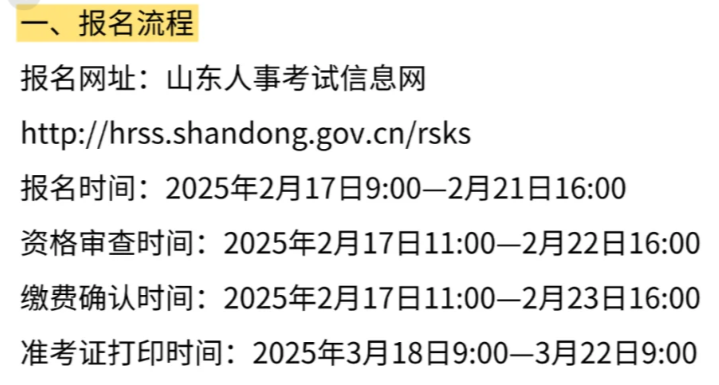 一、报名流程
报名网址：山东人事考试信息网
http://hrss.shandong.gov.cn/rsks
报名时间：2025年2月17日9:00—2月21日16:00
资格审查时间：2025年2月17日11:00—2月22日16:00
缴费确认时间：2025年2月17日11:00—2月23日16:00
准考证打印时间：2025年3月18日9:00—3月22日9:00